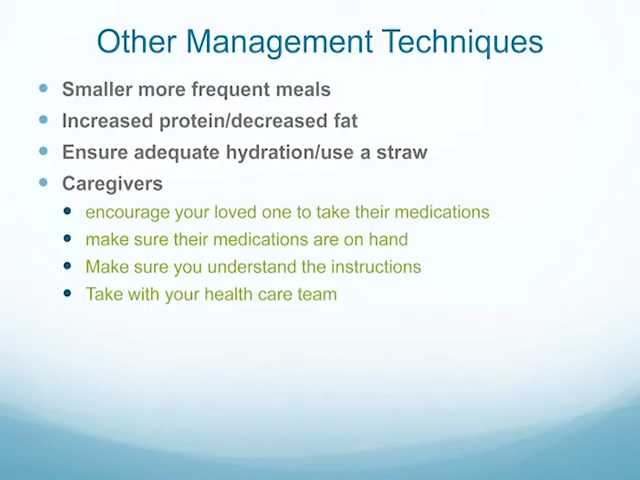 Other Management Techniques
Smaller more frequent meals
Increased protein/decreased fat
Ensure adequate hydration/use a straw
Caregivers
encourage your loved one to take their medications
make sure their medications are on hand
Make sure you understand the instructions
Take with your health care team